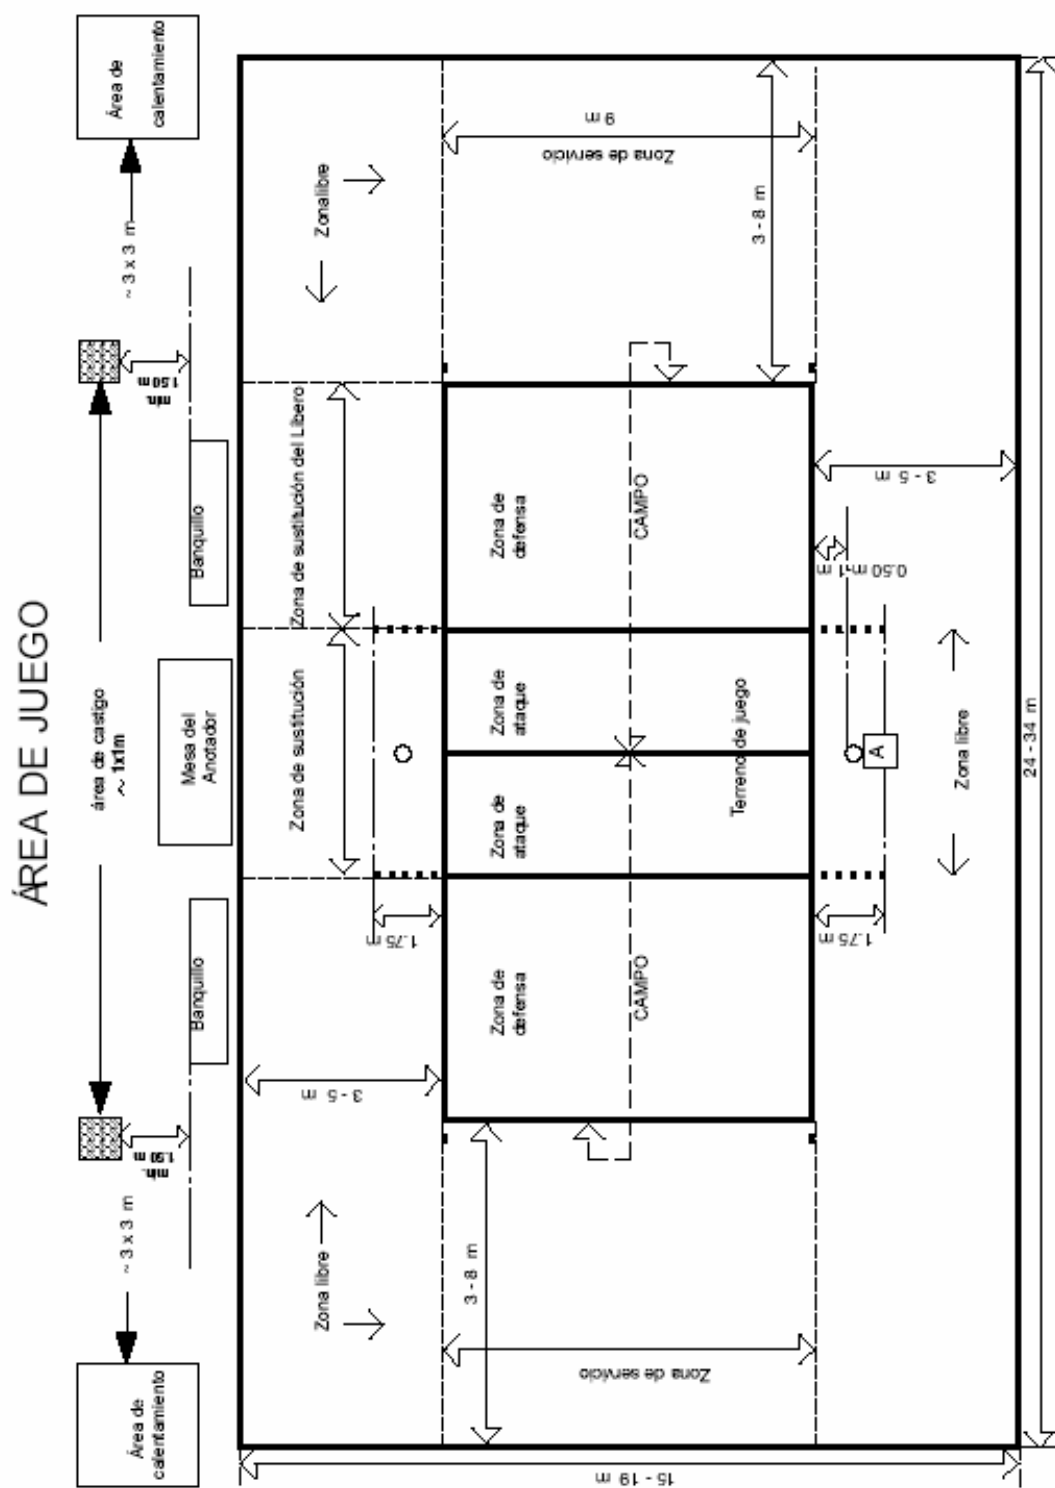 ÁREA DE JUEGO
Área de
calentamiento
~ 3 x 3 m
área de castigo
~ 1x1m
~ 3 x 3 m
Área de
calentamiento
mín.
1.50 m
mín.
1.50 m
Banquillo
Mesa del
Anotador
Banquillo
Zona libre
Zona de sustitución
Zona de sustitución del Líbero
Zonalibre
3 - 5 m
1.75 m
3 - 8 m
Zona de
defensa
Zona de
ataque
Zona de
ataque
Zona de
defensa
9 m
Zona de servicio
Zona de servicio
CAMPO
CAMPO
Terreno de juego
3 - 8 m
1.75 m
A
0.50 m-1 m
3 - 5 m
Zona libre
15 - 19 m
24 - 34 m